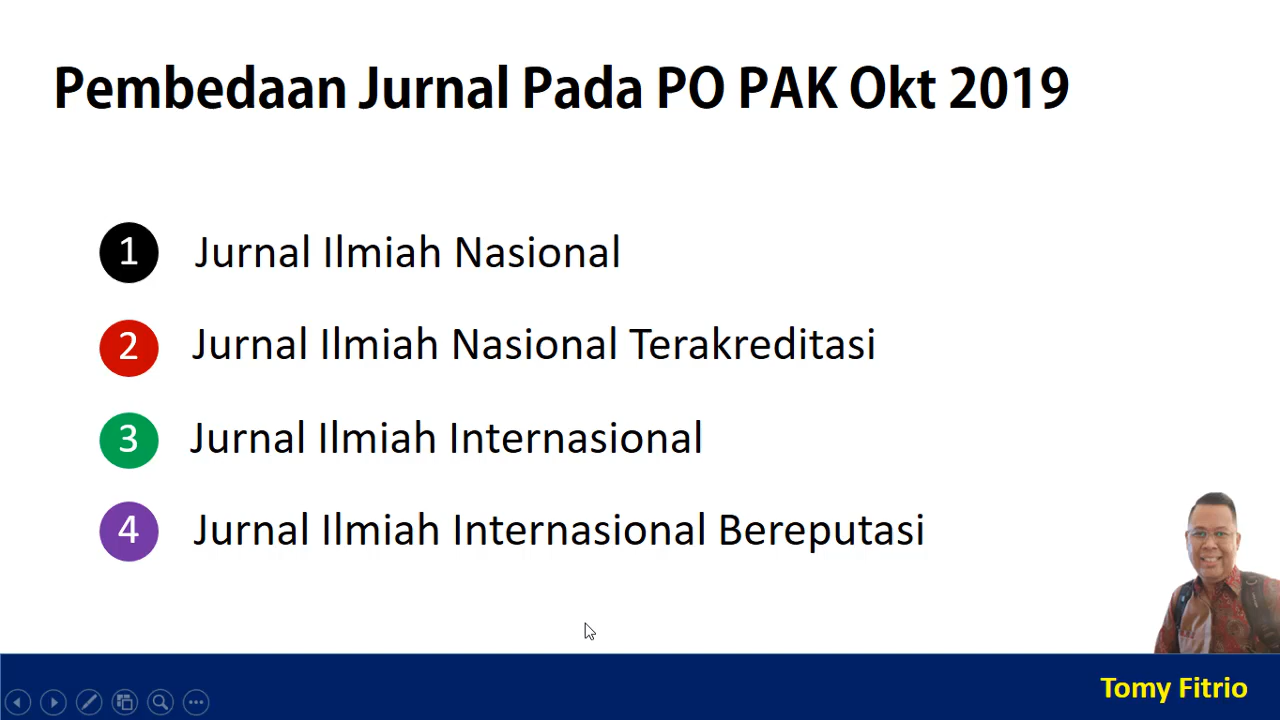 Pembedaan Jurnal Pada PO PAK Okt 2019
1 Jurnal Ilmiah Nasional
2 Jurnal Ilmiah Nasional Terakreditasi
3 Jurnal Ilmiah Internasional
4 Jurnal Ilmiah Internasional Bereputasi
Tomy Fitrio